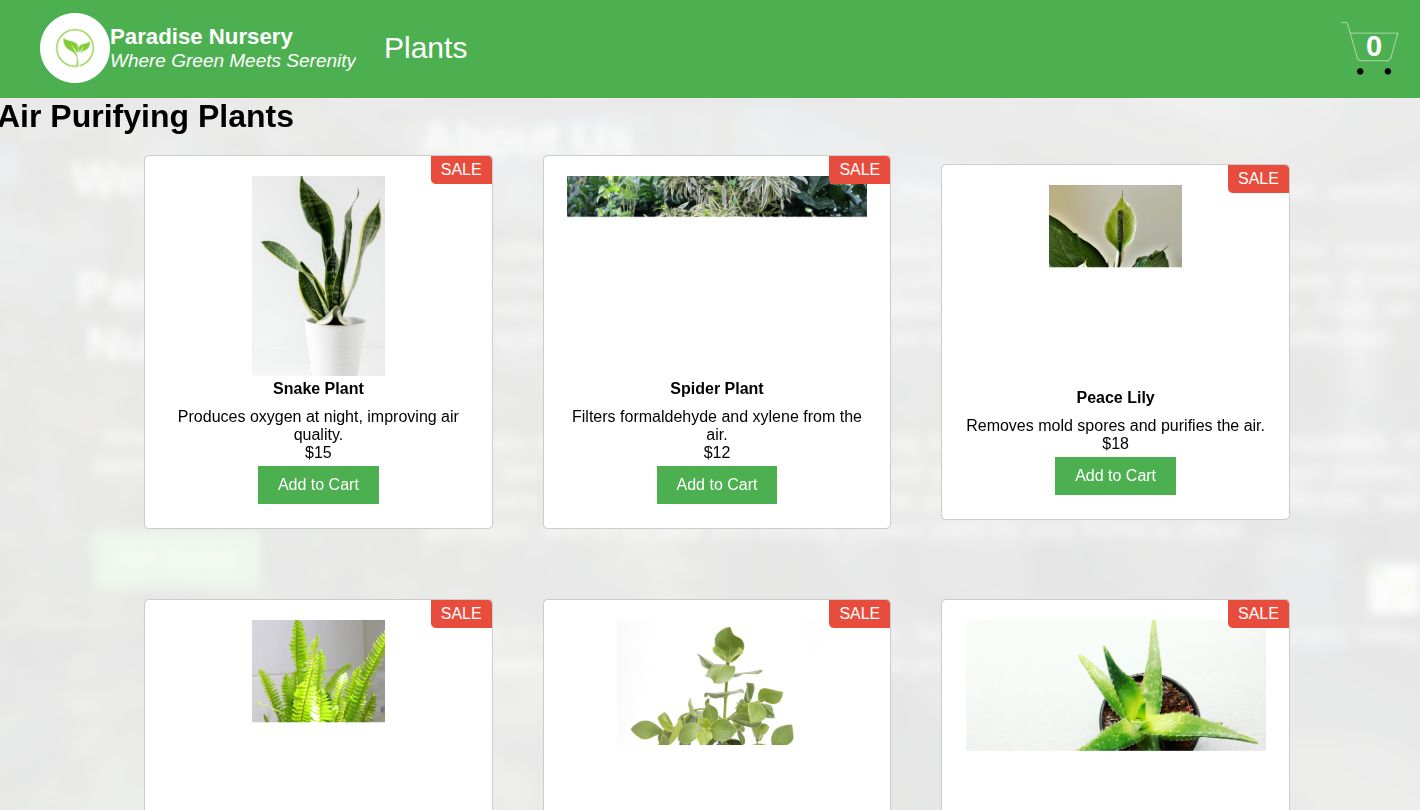 Paradise Nursery
Where Green Meets Serenity
Plants
0
Air Purifying Plants
About Us
SALE
SALE
SALE
Snake Plant
Produces oxygen at night, improving air
quality.
$15
Add to Cart
Spider Plant
Filters formaldehyde and xylene from the
air.
$12
Add to Cart
Peace Lily
Removes mold spores and purifies the air.
$18
Add to Cart
SALE
SALE
SALE